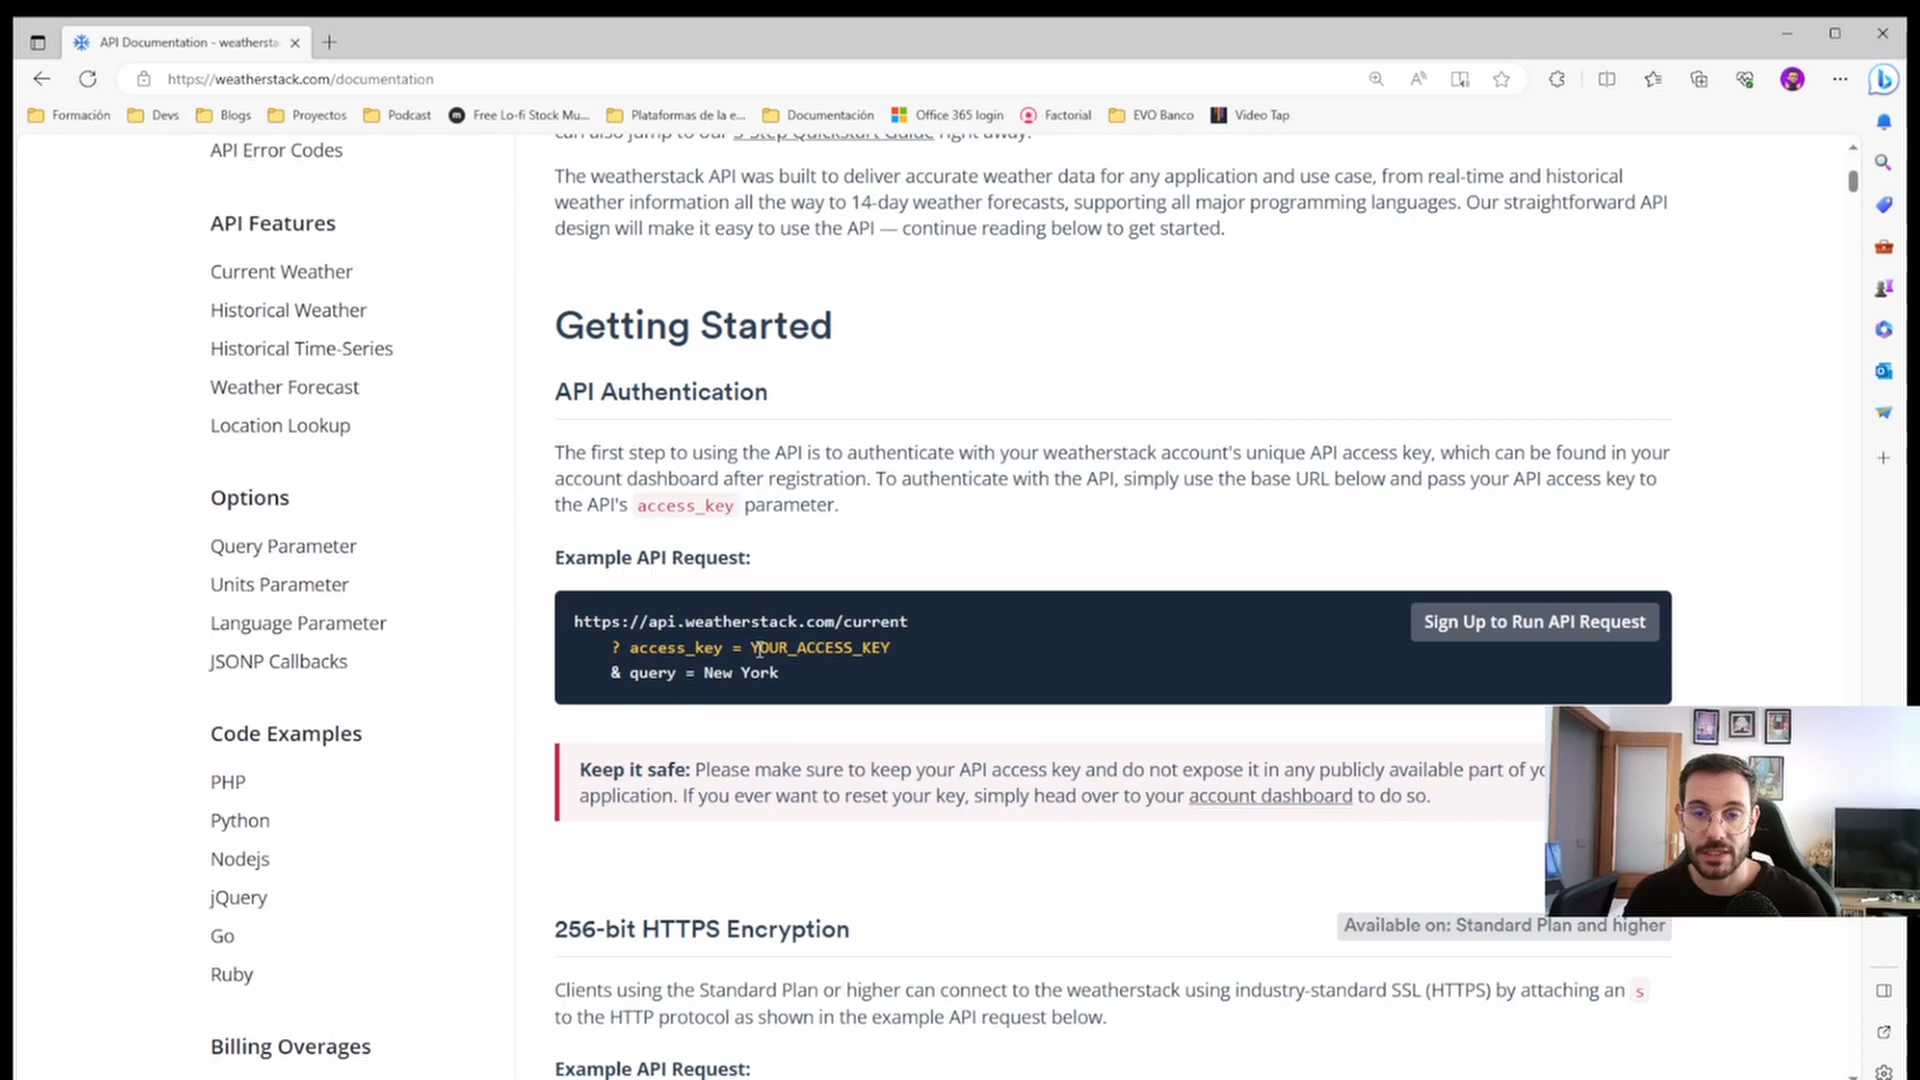 API Documentation - weathersta
https://weatherstack.com/documentation
Formación
Devs
Blogs
Proyectos
Podcast
Free Lo-fi Stock Mu...
Plataformas de la e...
Documentación
Office 365 login
Factorial
EVO Banco
Video Tap
API Error Codes
API Features
Current Weather
Historical Weather
Historical Time-Series
Weather Forecast
Location Lookup
Options
Query Parameter
Units Parameter
Language Parameter
JSONP Callbacks
Code Examples
PHP
Python
Nodejs
jQuery
Go
Ruby
Billing Overages
can also jump to our 3-Step Quickstart Guide right away.
The weatherstack API was built to deliver accurate weather data for any application and use case, from real-time and historical
weather information all the way to 14-day weather forecasts, supporting all major programming languages. Our straightforward API
design will make it easy to use the API — continue reading below to get started.
Getting Started
API Authentication
The first step to using the API is to authenticate with your weatherstack account's unique API access key, which can be found in your
account dashboard after registration. To authenticate with the API, simply use the base URL below and pass your API access key to
the API's access_key parameter.
Example API Request:
https://api.weatherstack.com/current
? access_key = YOUR_ACCESS_KEY
& query = New York
Sign Up to Run API Request
Keep it safe: Please make sure to keep your API access key and do not expose it in any publicly available part of yo
application. If you ever want to reset your key, simply head over to your account dashboard to do so.
256-bit HTTPS Encryption
Available on: Standard Plan and higher
Clients using the Standard Plan or higher can connect to the weatherstack using industry-standard SSL (HTTPS) by attaching an s
to the HTTP protocol as shown in the example API request below.
Example API Request: